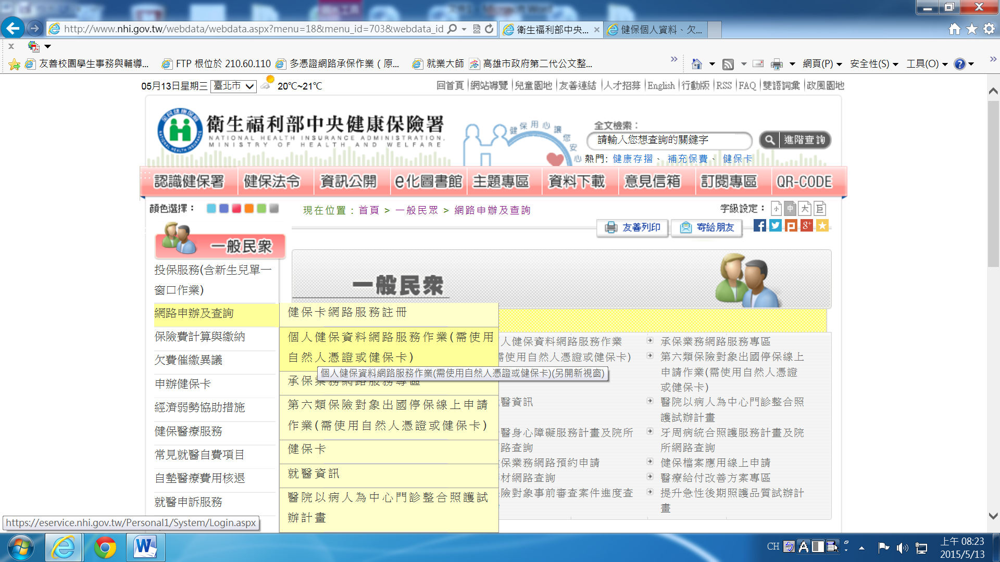 http://www.nhi.gov.tw/webdata/webdata.aspx?menu=18&menu_id=703&webdata_id
衛生福利部中央...
健保個人資料、欠...
友善校園學生事務與輔導...
FTP 根位於 210.60.110
多憑證網路承保作業 ( 原...
就業大師
高雄市政府第二代公文整...
網頁(P)
安全性(S)
工具(O)
05月13日星期三
臺北市
20℃~21℃
回首頁
網站導覽
兒童園地
友善連結
人才招募
English
行動版
RSS
FAQ
雙語詞彙
政風園地
全民健康保險
NATIONAL HEALTH INSURANCE
衛生福利部中央健康保險署
NATIONAL HEALTH INSURANCE ADMINISTRATION,
MINISTRY OF HEALTH AND WELFARE
健保用心讓您安心
全文檢索：
請輸入您想查詢的關鍵字
進階查詢
熱門: 健康存摺、 補充保費、 健保卡
認識健保署
健保法令
資訊公開
e化圖書館
主題專區
資料下載
意見信箱
訂閱專區
QR-CODE
顏色選擇：
現在位置 : 首頁 > 一般民眾 > 網路申辦及查詢
字級設定：
小
中
大
巨
友善列印
寄給朋友
一般民眾
一般民眾
投保服務(含新生兒單一
窗口作業)
網路申辦及查詢
保險費計算與繳納
欠費催繳異議
申辦健保卡
經濟弱勢協助措施
健保醫療服務
常見就醫自費項目
自墊醫療費用核退
就醫申訴服務
健保卡網路服務註冊
個人健保資料網路服務作業(需使用
自然人憑證或健保卡)
個人健保資料網路服務作業(需使用自然人憑證或健保卡)(另開新視窗)
承保業務網路服務專區
第六類保險對象出國停保線上申請
作業(需使用自然人憑證或健保卡)
健保卡
就醫資訊
醫院以病人為中心門診整合照護試
辦計畫
人健保資料網路服務作業
需使用自然人憑證或健保卡)
醫資訊
醫身心障礙服務計畫及院所
路查詢
保業務網路預約申請
材網路查詢
險對象事前審查案件進度查
承保業務網路服務專區
第六類保險對象出國停保線上
申請作業(需使用自然人憑證
或健保卡)
醫院以病人為中心門診整合照
護試辦計畫
牙周病統合照護服務計畫及院
所網路查詢
健保檔案應用線上申請
醫療給付改善方案專區
提升急性後期照護品質試辦計
畫
https://eservice.nhi.gov.tw/Personal1/System/Login.aspx
CH
上午 08:23
2015/5/13